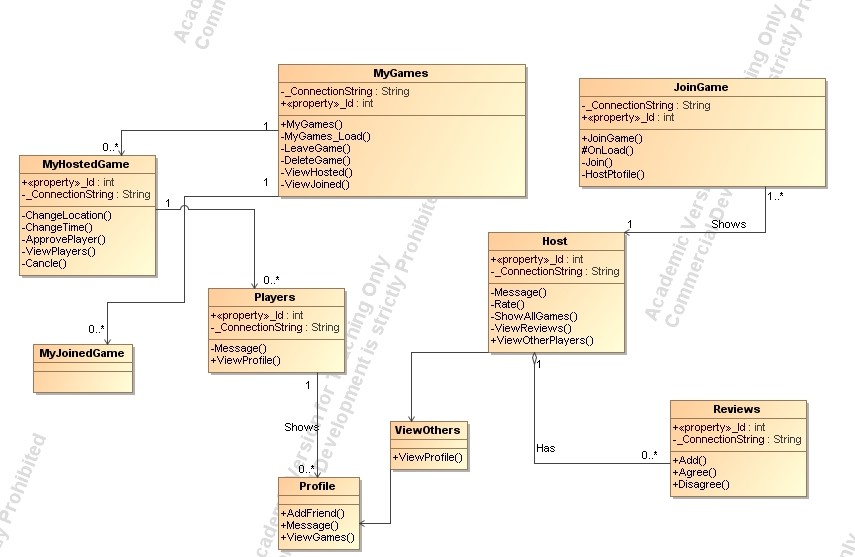 MyGames
-_ConnectionString : String
+«property»_Id : int
+MyGames()
-MyGames_Load()
-LeaveGame()
-DeleteGame()
-ViewHosted()
-ViewJoined()
JoinGame
-_ConnectionString : String
+«property»_Id : int
+JoinGame()
#OnLoad()
-Join()
-HostPtofile()
1
0..*
MyHostedGame
+«property»_Id : int
-_ConnectionString : String
-ChangeLocation()
-ChangeTime()
-ApprovePlayer()
-ViewPlayers()
-Cancle()
1
0..*
MyJoinedGame
1
0..*
Players
+«property»_Id : int
-_ConnectionString : String
-Message()
+ViewProfile()
1..*
Shows
1
Host
+«property»_Id : int
-_ConnectionString : String
-Message()
-Rate()
-ShowAllGames()
-ViewReviews()
+ViewOtherPlayers()
1
Has
0..*
Reviews
+«property»_Id : int
-_ConnectionString : String
+Add()
+Agree()
+Disagree()
ViewOthers
+ViewProfile()
1
Shows
0..*
Profile
+AddFriend()
+Message()
+ViewGames()
Academic Version for Teaching Only
Commercial Development is strictly Prohibited